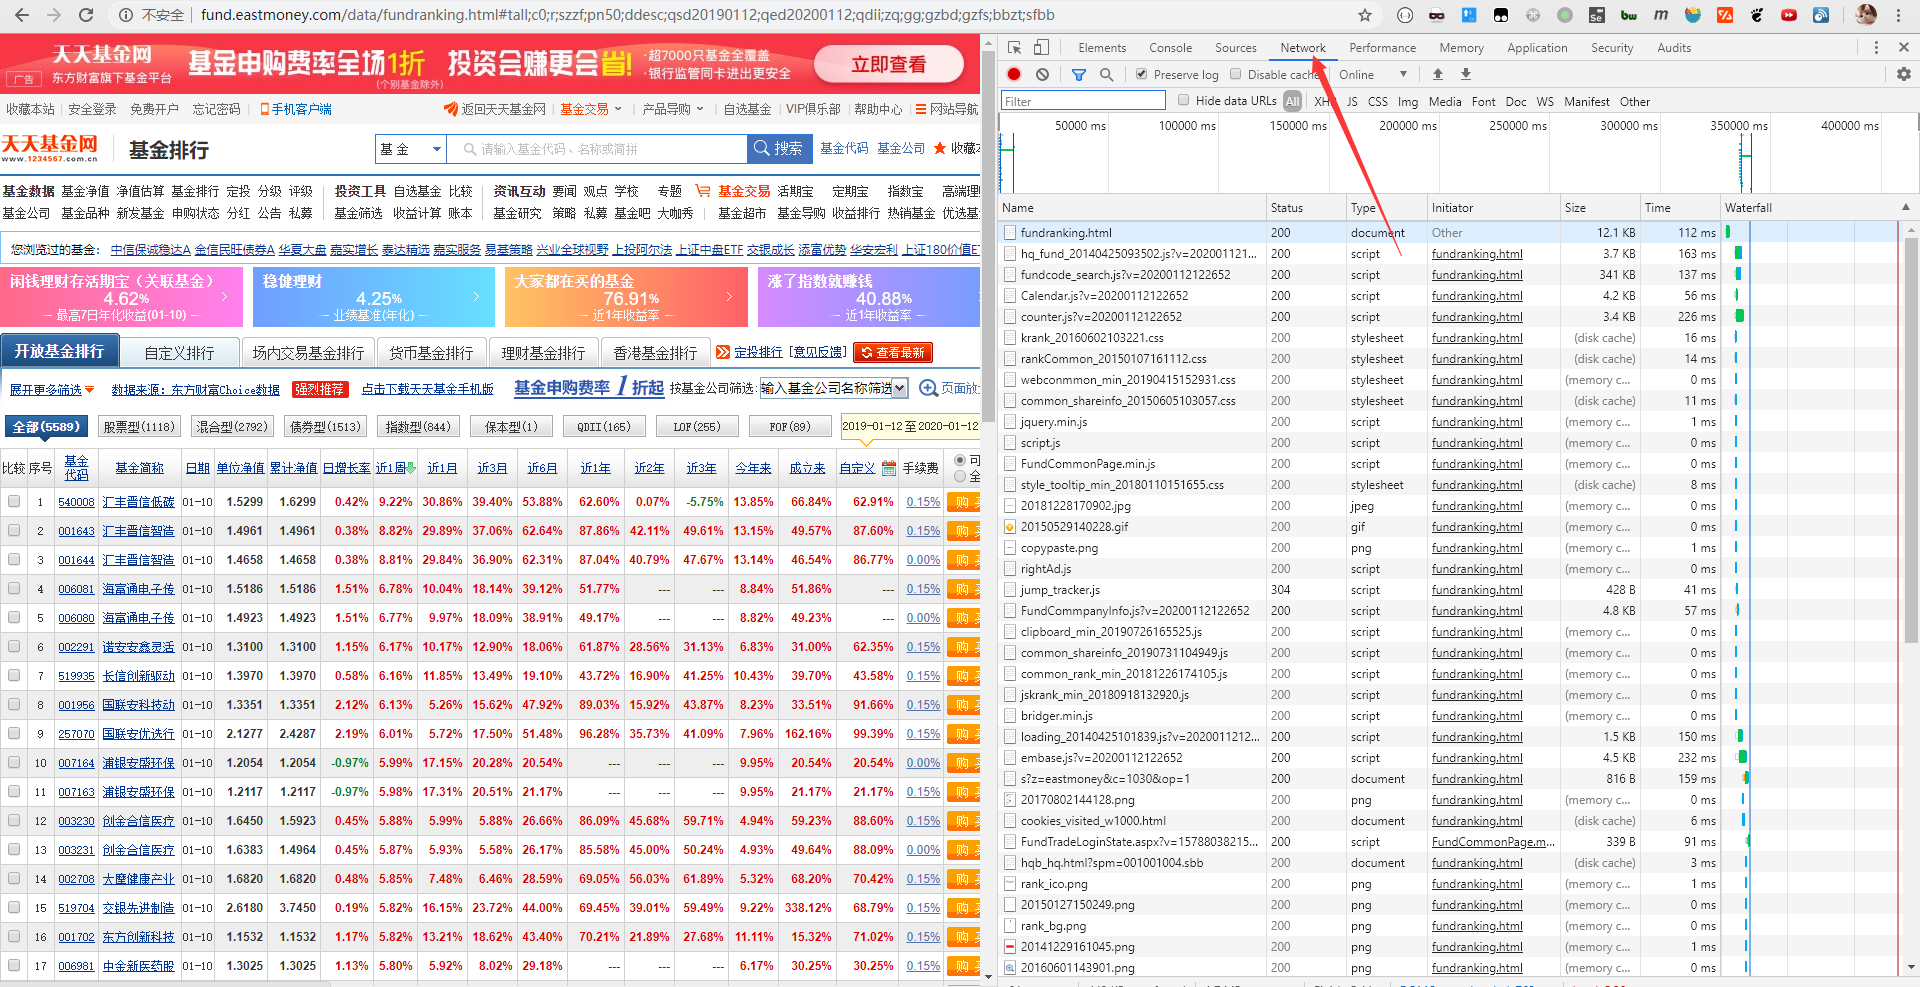 不安全 fund.eastmoney.com/data/fundranking.html#tall;c0;r;szzf;pn50;ddesc;qsd20190112;qed20200112;qdii;zq;gg;gzbd;gzfs;bbzt;sfbb
天天基金网
东方财富旗下基金平台
广告
基金申购费率全场1折 投资会赚更会省!
(个别基金除外)
·超7000只基金全覆盖
·银行监管同卡进出更安全
立即查看
收藏本站 安全登录 免费开户 忘记密码 手机客户端 返回天天基金网 基金交易 产品导购 自选基金 VIP俱乐部 帮助中心 网站导航
天天基金网
www.1234567.com.cn
基金排行
基 金 请输入基金代码、名称或简拼 搜索 基金代码 基金公司 收藏
基金数据 基金净值 净值估算 基金排行 定投 分级 评级 投资工具 自选基金 比较 资讯互动 要闻 观点 学校 专题 基金交易 活期宝 定期宝 指数宝 高端理
基金公司 基金品种 新发基金 申购状态 分红 公告 私募 基金筛选 收益计算 账本 基金研究 策略 私募 基金吧 大咖秀 基金超市 基金导购 收益排行 热销基金 优选基
您浏览过的基金: 中信保诚稳达A 金信民旺债券A 华夏大盘 嘉实增长 泰达精选 嘉实服务 易基策略 兴业全球视野 上投阿尔法 上证中盘ETF 交银成长 添富优势 华安宏利 上证180价值E
闲钱理财存活期宝（关联基金）
4.62%
最高7日年化收益(01-10)
稳健理财
4.25%
业绩基准(年化)
大家都在买的基金
76.91%
近1年收益率
涨了指数就赚钱
40.88%
近1年收益率
开放基金排行 自定义排行 场内交易基金排行 货币基金排行 理财基金排行 香港基金排行 定投排行 [意见反馈] 查看最新
展开更多筛选 数据来源：东方财富Choice数据 强烈推荐 点击下载天天基金手机版 基金申购费率1折起 按基金公司筛选: 输入基金公司名称筛选 页面放
全部(5589) 股票型(1118) 混合型(2792) 债券型(1513) 指数型(844) 保本型(1) QDII(165) LOF(255) FOF(89) 2019-01-12 至 2020-01-12
比较 序号 基金代码 基金简称 日期 单位净值 累计净值 日增长率 近1周 近1月 近3月 近6月 近1年 近2年 近3年 今年来 成立来 自定义 手续费 可
全
1 540008 汇丰晋信低碳 01-10 1.5299 1.6299 0.42% 9.22% 30.86% 39.40% 53.88% 62.60% 0.07% -5.75% 13.85% 66.84% 62.91% 0.15% 购
2 001643 汇丰晋信智造 01-10 1.4961 1.4961 0.38% 8.82% 29.89% 37.06% 62.64% 87.86% 42.11% 49.61% 13.15% 49.57% 87.60% 0.15% 购
3 001644 汇丰晋信智造 01-10 1.4658 1.4658 0.38% 8.81% 29.84% 36.90% 62.31% 87.04% 40.79% 47.67% 13.14% 46.54% 86.77% 0.00% 购
4 006081 海富通电子传 01-10 1.5186 1.5186 1.51% 6.78% 10.04% 18.14% 39.12% 51.77% --- --- 8.84% 51.86% --- 0.15% 购
5 006080 海富通电子传 01-10 1.4923 1.4923 1.51% 6.77% 9.97% 18.09% 38.91% 49.17% --- --- 8.82% 49.23% --- 0.00% 购
6 002291 诺安安鑫灵活 01-10 1.3100 1.3100 1.15% 6.17% 10.17% 12.90% 18.06% 61.87% 28.56% 31.13% 6.83% 31.00% 62.35% 0.15% 购
7 519935 长信创新驱动 01-10 1.3970 1.3970 0.58% 6.16% 11.85% 13.49% 19.10% 43.72% 16.90% 41.25% 10.43% 39.70% 43.58% 0.15% 购
8 001956 国联安科技动 01-10 1.3351 1.3351 2.12% 6.13% 5.26% 15.62% 47.92% 89.03% 15.92% 43.87% 8.23% 33.51% 91.66% 0.15% 购
9 257070 国联安优选行 01-10 2.1277 2.4287 2.19% 6.01% 5.72% 17.50% 51.48% 96.28% 35.73% 41.09% 7.96% 162.16% 99.39% 0.15% 购
10 007164 浦银安盛环保 01-10 1.2054 1.2054 -0.97% 5.99% 17.15% 20.28% 20.54% --- --- --- 9.95% 20.54% 20.54% 0.00% 购
11 007163 浦银安盛环保 01-10 1.2117 1.2117 -0.97% 5.98% 17.31% 20.51% 21.17% --- --- --- 9.95% 21.17% 21.17% 0.15% 购
12 003230 创金合信医疗 01-10 1.6450 1.5923 0.45% 5.88% 5.99% 5.88% 26.66% 86.09% 45.68% 59.71% 4.94% 59.23% 88.60% 0.15% 购
13 003231 创金合信医疗 01-10 1.6383 1.4964 0.45% 5.87% 5.93% 5.58% 26.17% 85.58% 45.00% 50.24% 4.93% 49.64% 88.09% 0.00% 购
14 002708 大摩健康产业 01-10 1.6820 1.6820 0.48% 5.85% 7.48% 6.46% 28.59% 69.05% 56.03% 61.89% 5.32% 68.20% 70.42% 0.15% 购
15 519704 交银先进制造 01-10 2.6180 3.7450 0.19% 5.82% 16.15% 23.72% 44.00% 69.45% 39.01% 59.49% 9.22% 338.12% 68.79% 0.15% 购
16 001702 东方创新科技 01-10 1.1532 1.1532 1.17% 5.82% 13.21% 18.62% 43.40% 70.21% 21.89% 27.68% 11.11% 15.32% 71.02% 0.15% 购
17 006981 中金新医药股 01-10 1.3025 1.3025 1.13% 5.80% 5.92% 8.02% 29.18% --- --- --- 6.17% 30.25% 30.25% 0.15% 购
Elements Console Sources Network Performance Memory Application Security Audits
Preserve log Disable cache Online
Filter Hide data URLs All XHR JS CSS Img Media Font Doc WS Manifest Other
50000 ms 100000 ms 150000 ms 200000 ms 250000 ms 300000 ms 350000 ms 400000 ms
Name Status Type Initiator Size Time Waterfall
fundranking.html 200 document Other 12.1 KB 112 ms
hq_fund_20140425093502.js?v=202001121... 200 script fundranking.html 3.7 KB 163 ms
fundcode_search.js?v=20200112122652 200 script fundranking.html 341 KB 137 ms
Calendar.js?v=20200112122652 200 script fundranking.html 4.2 KB 56 ms
counter.js?v=20200112122652 200 script fundranking.html 3.4 KB 226 ms
krank_20160602103221.css 200 stylesheet fundranking.html (disk cache) 16 ms
rankCommon_20150107161112.css 200 stylesheet fundranking.html (disk cache) 14 ms
webconmmon_min_20190415152931.css 200 stylesheet fundranking.html (memory c... 0 ms
common_shareinfo_20150605103057.css 200 stylesheet fundranking.html (disk cache) 11 ms
jquery.min.js 200 script fundranking.html (memory c... 1 ms
script.js 200 script fundranking.html (memory c... 0 ms
FundCommonPage.min.js 200 script fundranking.html (memory c... 0 ms
style_tooltip_min_20180110151655.css 200 stylesheet fundranking.html (disk cache) 8 ms
20181228170902.jpg 200 jpeg fundranking.html (memory c... 0 ms
20150529140228.gif 200 gif fundranking.html (memory c... 0 ms
copypaste.png 200 png fundranking.html (memory c... 1 ms
rightAd.js 200 script fundranking.html (memory c... 0 ms
jump_tracker.js 304 script fundranking.html 428 B 41 ms
FundCommpanyInfo.js?v=20200112122652 200 script fundranking.html 4.8 KB 57 ms
clipboard_min_20190726165525.js 200 script fundranking.html (memory c... 0 ms
common_shareinfo_20190731104949.js 200 script fundranking.html (memory c... 0 ms
common_rank_min_20181226174105.js 200 script fundranking.html (memory c... 0 ms
jskrank_min_20180918132920.js 200 script fundranking.html (memory c... 0 ms
bridger.min.js 200 script fundranking.html (memory c... 0 ms
loading_20140425101839.js?v=2020011212... 200 script fundranking.html 1.5 KB 150 ms
embase.js?v=20200112122652 200 script fundranking.html 4.5 KB 232 ms
s?z=eastmoney&c=1030&op=1 200 document fundranking.html 816 B 159 ms
20170802144128.png 200 png fundranking.html (memory c... 0 ms
cookies_visited_w1000.html 200 document fundranking.html (disk cache) 6 ms
FundTradeLoginState.aspx?v=15788038215... 200 script FundCommonPage.m... 339 B 91 ms
hqb_hq.html?spm=001001004.sbb 200 document fundranking.html (disk cache) 3 ms
rank_ico.png 200 png fundranking.html (memory c... 1 ms
20150127150249.png 200 png fundranking.html (memory c... 0 ms
rank_bg.png 200 png fundranking.html (memory c... 0 ms
20141229161045.png 200 png fundranking.html (memory c... 1 ms
20160601143901.png 200 png fundranking.html (memory c... 0 ms